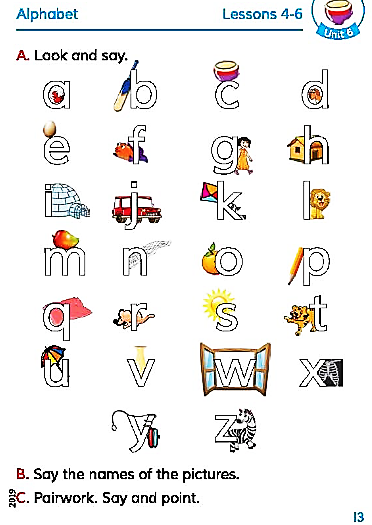 Alphabet Lessons 4-6
Unit 6
A. Look and say.
a b c d
e f g h
i j k l
m n o p
q r s t
u v w x
y z
B. Say the names of the pictures.
2019
C. Pairwork. Say and point.
13